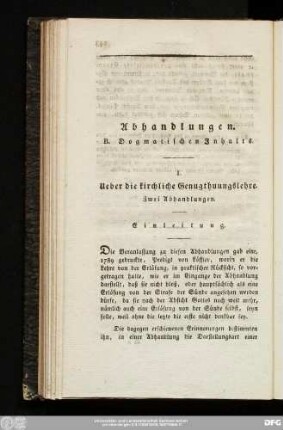 Abhandlungen.
B. Dogmatischen Inhalts.
I.
Ueber die kirchliche Genugthuungslehre.
Zwei Abhandlungen.
Einleitung.
Die Veranlassung zu diesen Abhandlungen gab eine,
1789 gedruckte, Predigt von Löffler, worin er die
Lehre von der Erlösung, in praktischer Rücksicht, so vor-
getragen hatte, wie er im Eingange der Abhandlung
darstellt, daß sie nicht bloß, oder hauptsächlich als eine
Erlösung von der Strafe der Sünde angesehen werden
dürfe, da sie nach der Absicht Gottes noch weit mehr,
nämlich auch eine Erlösung von der Sünde selbst, seyn
solle, weil ohne die letzte die erste nicht denkbar sey.
Die dagegen erschienenen Erinnerungen bestimmten
ihn, in einer Abhandlung die Vorstellungsart einer